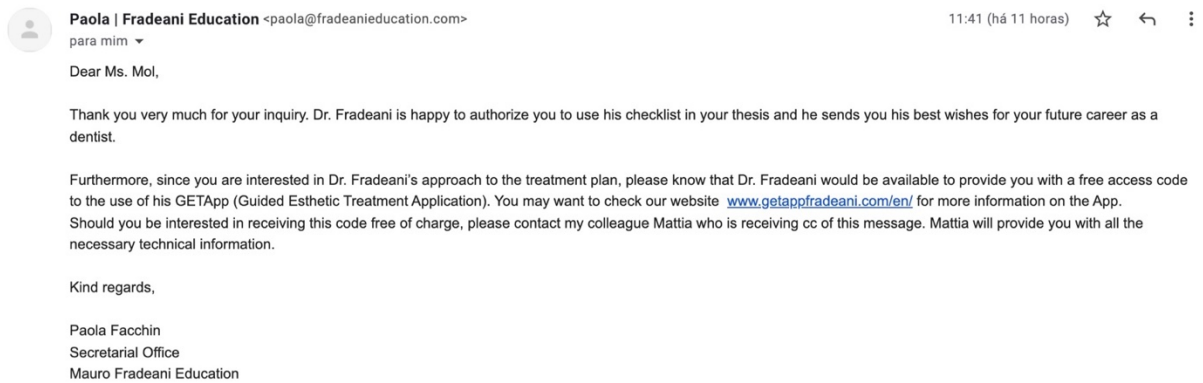 Paola | Fradeani Education <paola@fradeanieducation.com>
11:41 (há 11 horas)
para mim
Dear Ms. Mol,
Thank you very much for your inquiry. Dr. Fradeani is happy to authorize you to use his checklist in your thesis and he sends you his best wishes for your future career as a
dentist.
Furthermore, since you are interested in Dr. Fradeani's approach to the treatment plan, please know that Dr. Fradeani would be available to provide you with a free access code
to the use of his GETApp (Guided Esthetic Treatment Application). You may want to check our website www.getappfradeani.com/en/ for more information on the App.
Should you be interested in receiving this code free of charge, please contact my colleague Mattia who is receiving cc of this message. Mattia will provide you with all the
necessary technical information.
Kind regards,
Paola Facchin
Secretarial Office
Mauro Fradeani Education